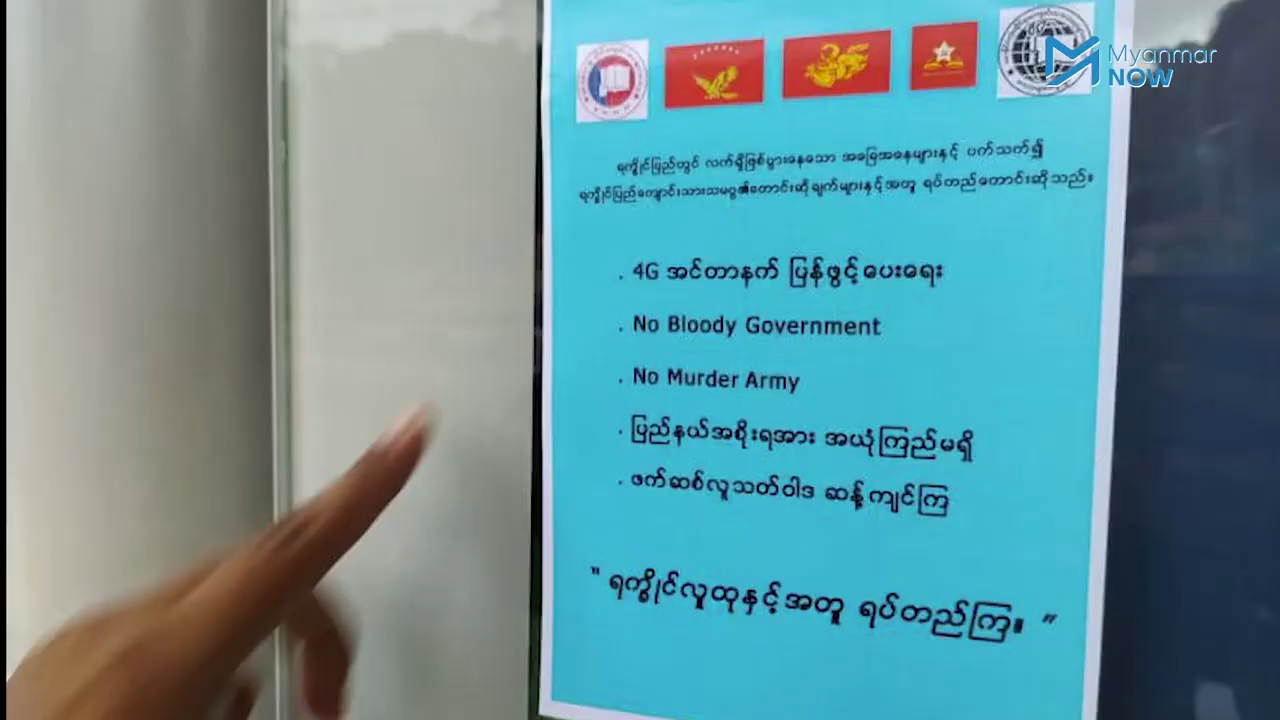 Myanmar
NOW
ရက္ခိုင်ပြည်တွင် လက်ရှိဖြစ်ပွားနေသော အခြေအနေများနှင့် ပက်သက်၍
ရက္ခိုင်ပြည်ကျောင်းသားသမဂ္ဂ၏တောင်းဆိုချက်များနှင့်အတူ ရပ်တည်တောင်းဆိုသည်။
. 4G အင်တာနက် ပြန်ဖွင့်ပေးရေး
. No Bloody Government
. No Murder Army
. ပြည်နယ်အစိုးရအား အယုံကြည်မရှိ
. ဖက်ဆစ်လူသတ်ဝါဒ ဆန့်ကျင်ကြ
" ရက္ခိုင်လူထုနှင့်အတူ ရပ်တည်ကြ။ "